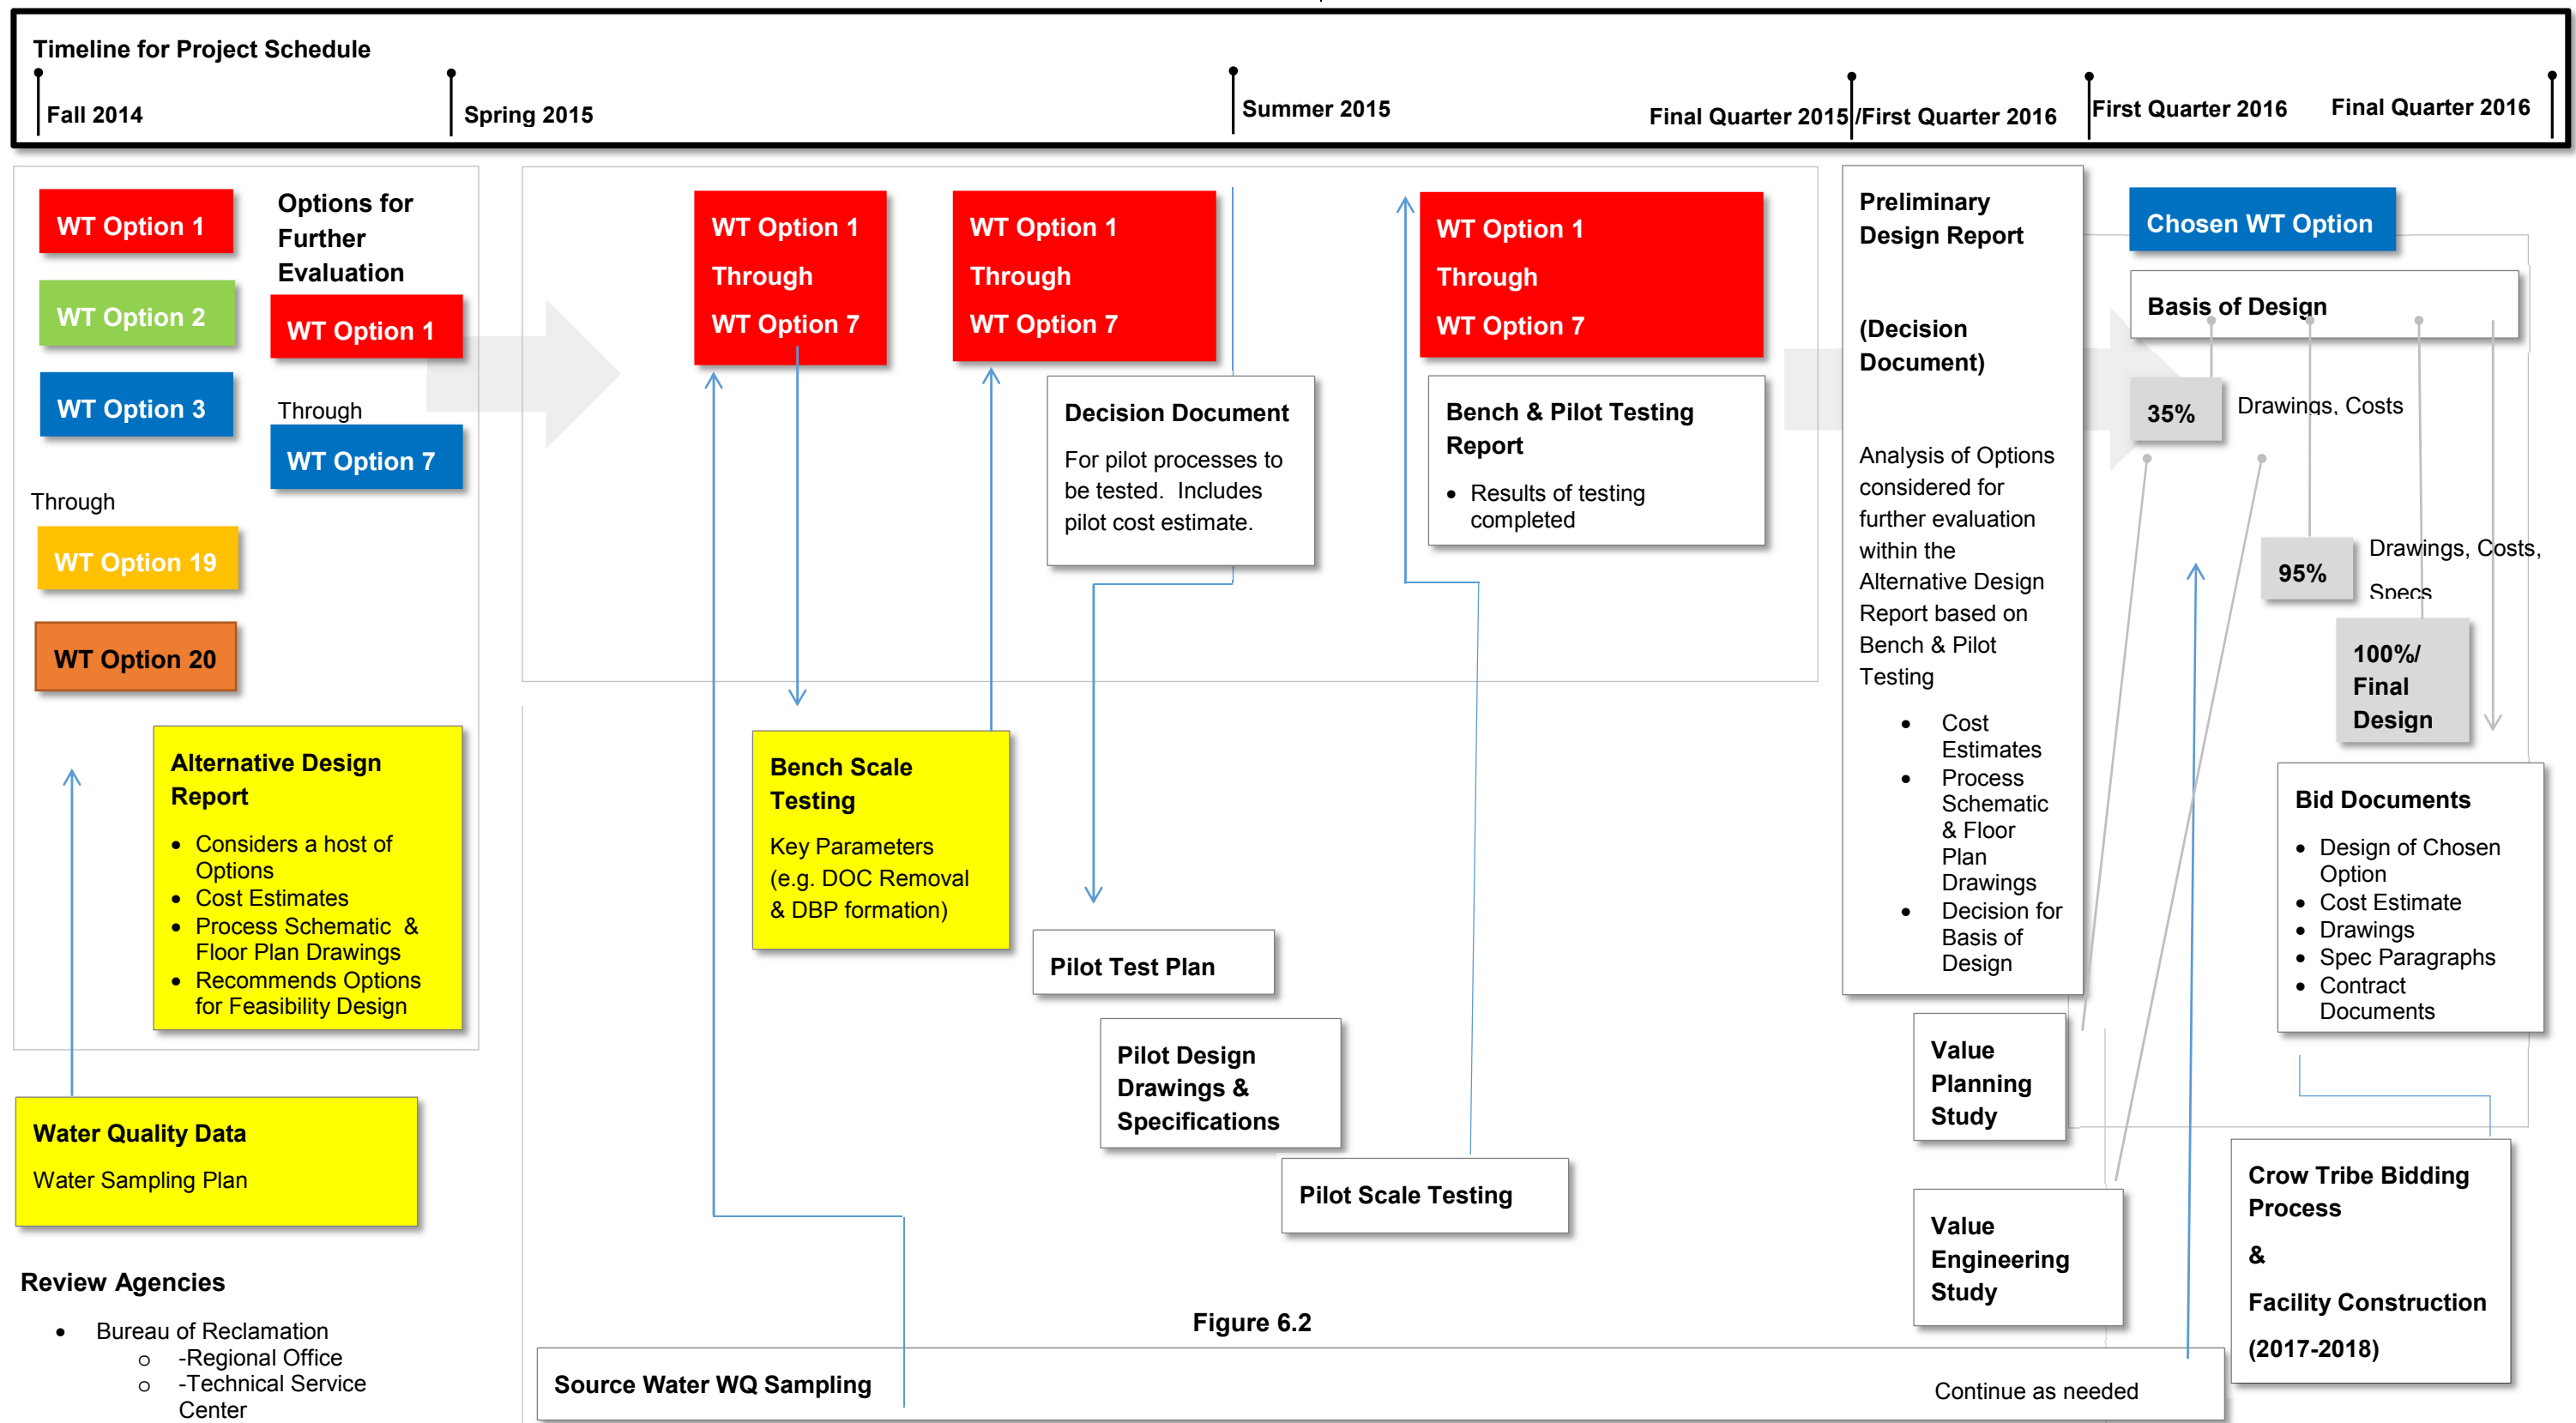 Timeline for Project Schedule
Fall 2014
Spring 2015
Summer 2015
Final Quarter 2015 /First Quarter 2016
First Quarter 2016
Final Quarter 2016
WT Option 1
WT Option 2
WT Option 3
Through
WT Option 19
WT Option 20
Options for
Further
Evaluation
WT Option 1
Through
WT Option 7
Alternative Design
Report
• Considers a host of
Options
• Cost Estimates
• Process Schematic &
Floor Plan Drawings
• Recommends Options
for Feasibility Design
Water Quality Data
Water Sampling Plan
Review Agencies
• Bureau of Reclamation
o -Regional Office
o -Technical Service
Center
WT Option 1
Through
WT Option 7
WT Option 1
Through
WT Option 7
Decision Document
For pilot processes to
be tested. Includes
pilot cost estimate.
WT Option 1
Through
WT Option 7
Bench & Pilot Testing
Report
• Results of testing
completed
Bench Scale
Testing
Key Parameters
(e.g. DOC Removal
& DBP formation)
Pilot Test Plan
Pilot Design
Drawings &
Specifications
Pilot Scale Testing
Figure 6.2
Source Water WQ Sampling
Continue as needed
Preliminary
Design Report
(Decision
Document)
Analysis of Options
considered for
further evaluation
within the
Alternative Design
Report based on
Bench & Pilot
Testing
• Cost
Estimates
• Process
Schematic
& Floor
Plan
Drawings
• Decision for
Basis of
Design
Value
Planning
Study
Value
Engineering
Study
Chosen WT Option
Basis of Design
35%
Drawings, Costs
95%
Drawings, Costs,
Specs
100%/
Final
Design
Bid Documents
• Design of Chosen
Option
• Cost Estimate
• Drawings
• Spec Paragraphs
• Contract
Documents
Crow Tribe Bidding
Process
&
Facility Construction
(2017-2018)